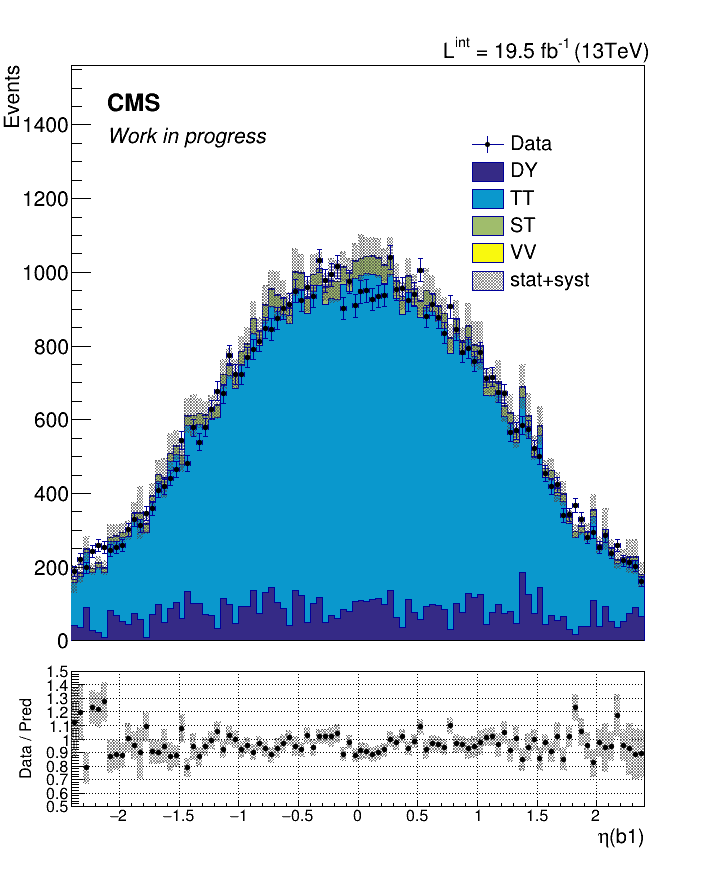 L^int = 19.5 fb^-1 (13TeV)
Events
CMS
Work in progress
Data
DY
TT
ST
VV
stat+syst
1400
1200
1000
800
600
400
200
0
Data / Pred
1.5
1.4
1.3
1.2
1.1
1
0.9
0.8
0.7
0.6
0.5
−2 −1.5 −1 −0.5 0 0.5 1 1.5 2
η(b1)